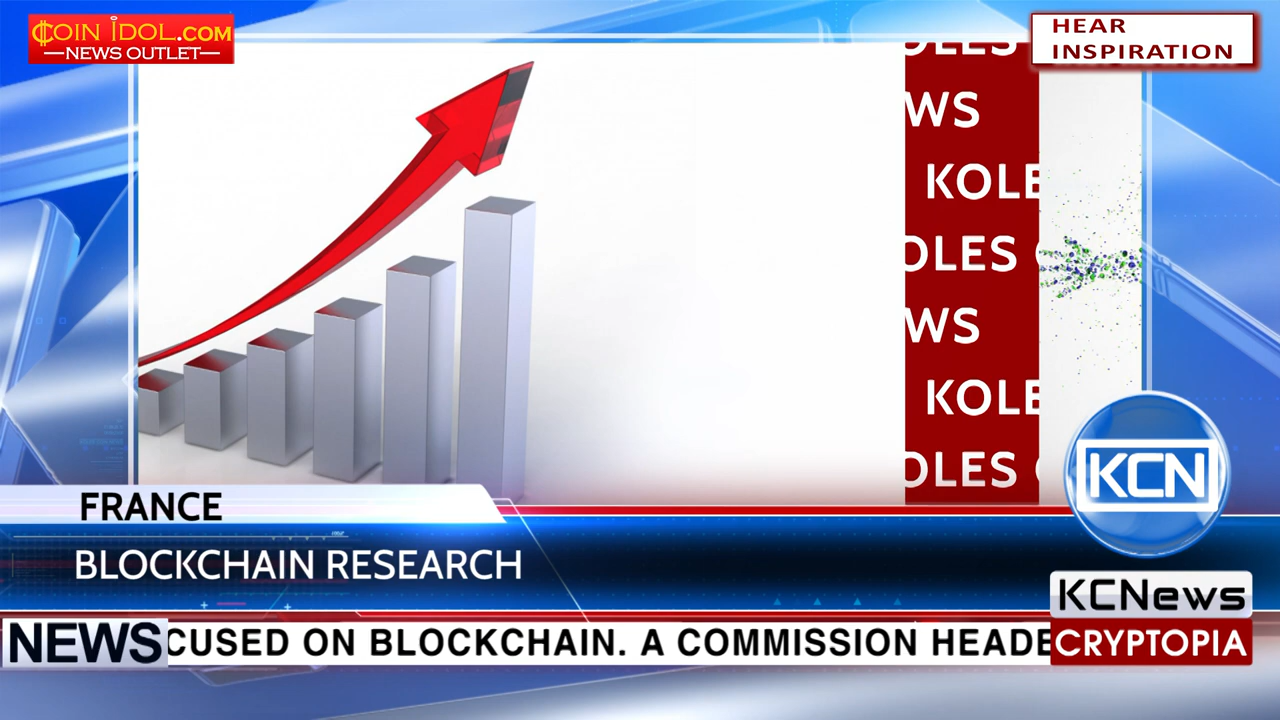 COIN IDOL.COM
NEWS OUTLET
HEAR
INSPIRATION
OLES
WS
KOLE
OLES
WS
KOLE
OLES
KCN
FRANCE
BLOCKCHAIN RESEARCH
KCNews
CRYPTOPIA
NEWS
CUSED ON BLOCKCHAIN. A COMMISSION HEADE